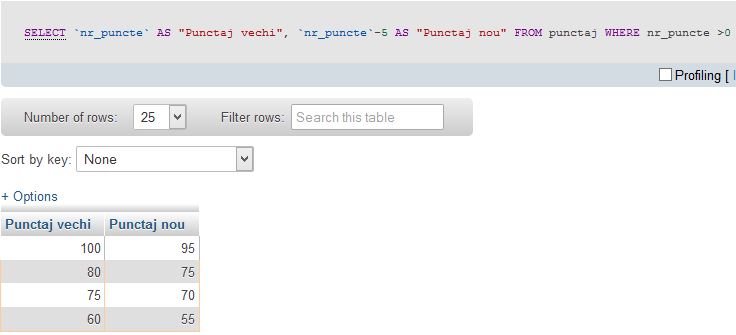 SELECT `nr_puncte` AS "Punctaj vechi", `nr_puncte`-5 AS "Punctaj nou" FROM punctaj WHERE nr_puncte >0
Profiling [
Number of rows: 25 Filter rows: Search this table
Sort by key: None
+ Options
Punctaj vechi Punctaj nou
100 95
80 75
75 70
60 55